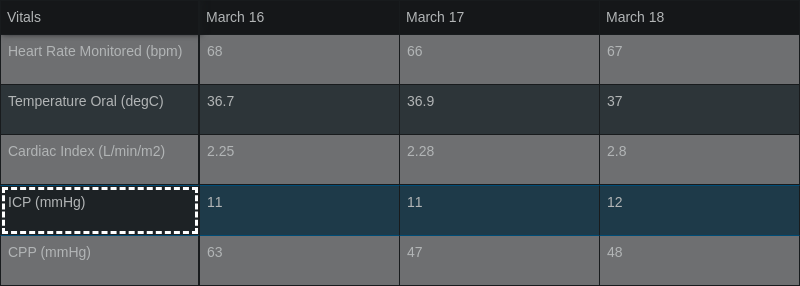 Vitals March 16 March 17 March 18
Heart Rate Monitored (bpm) 68 66 67
Temperature Oral (degC) 36.7 36.9 37
Cardiac Index (L/min/m2) 2.25 2.28 2.8
ICP (mmHg) 11 11 12
CPP (mmHg) 63 47 48